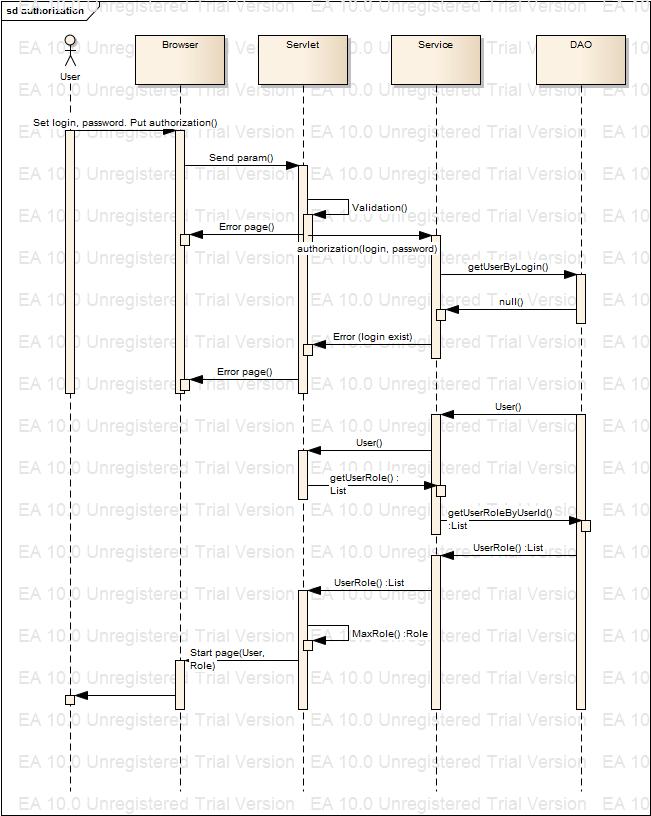 sd authorization
User
Browser
Servlet
Service
DAO
Set login, password. Put authorization()
Send param()
Validation()
Error page()
authorization(login, password)
getUserByLogin()
null()
Error (login exist)
Error page()
User()
User()
getUserRole() :
List
getUserRoleByUserId()
:List
UserRole() :List
UserRole() :List
MaxRole() :Role
Start page(User,
Role)
EA 10.0 Unregistered Trial Version